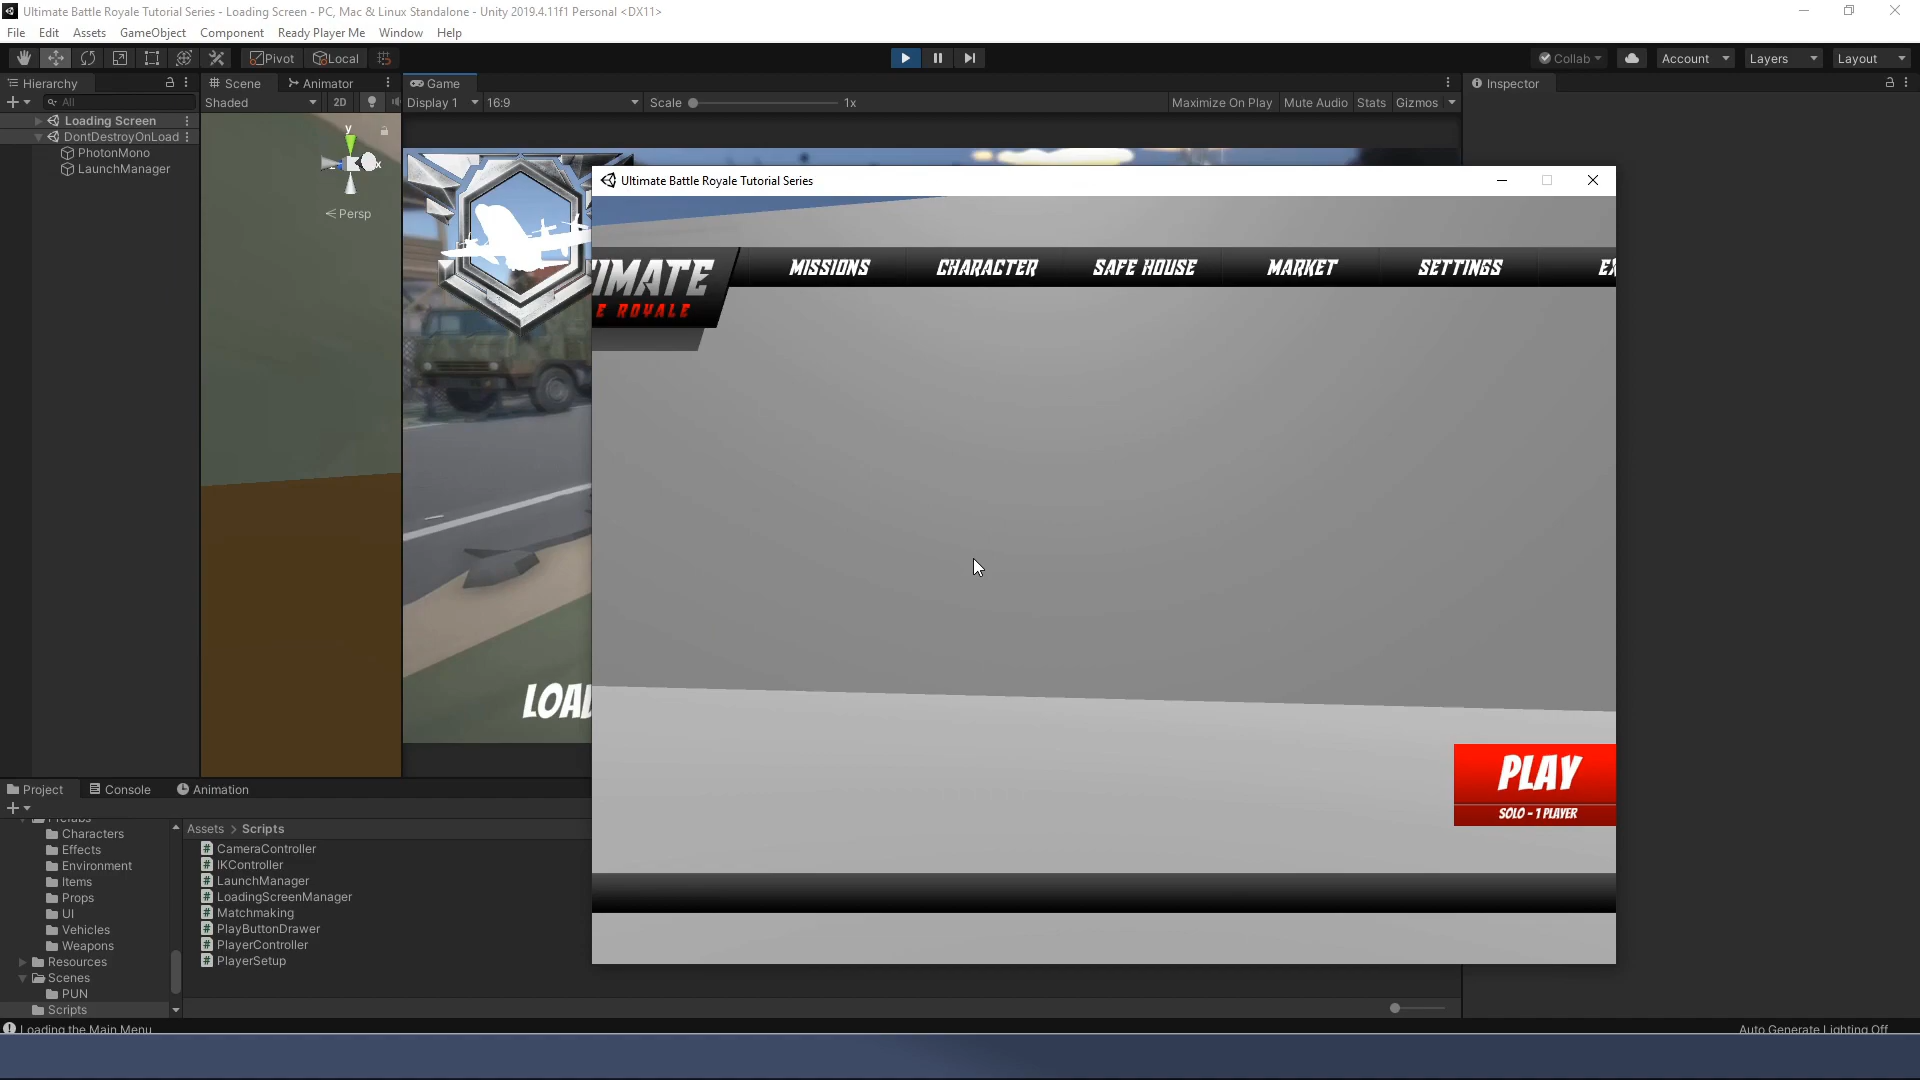 Ultimate Battle Royale Tutorial Series - Loading Screen - PC, Mac & Linux Standalone - Unity 2019.4.11f1 Personal <DX11>
File Edit Assets GameObject Component Ready Player Me Window Help
Pivot Local Collab Account Layers Layout
Hierarchy Scene Animator Game Inspector
All Shaded 2D Display 1 16:9 Scale 1x Maximize On Play Mute Audio Stats Gizmos
Loading Screen
DontDestroyOnLoad
PhotonMono
LaunchManager
y
x
Persp
Ultimate Battle Royale Tutorial Series
IMATE MISSIONS CHARACTER SAFE HOUSE MARKET SETTINGS EX
E ROYALE
LOAD
PLAY
SOLO - 1 PLAYER
Project Console Animation
Assets > Scripts
Prefabs
Characters
Effects
Environment
Items
Props
UI
Vehicles
Weapons
Resources
Scenes
PUN
Scripts
CameraController
IKController
LaunchManager
LoadingScreenManager
Matchmaking
PlayButtonDrawer
PlayerController
PlayerSetup
Loading the Main Menu
Auto Generate Lighting Off